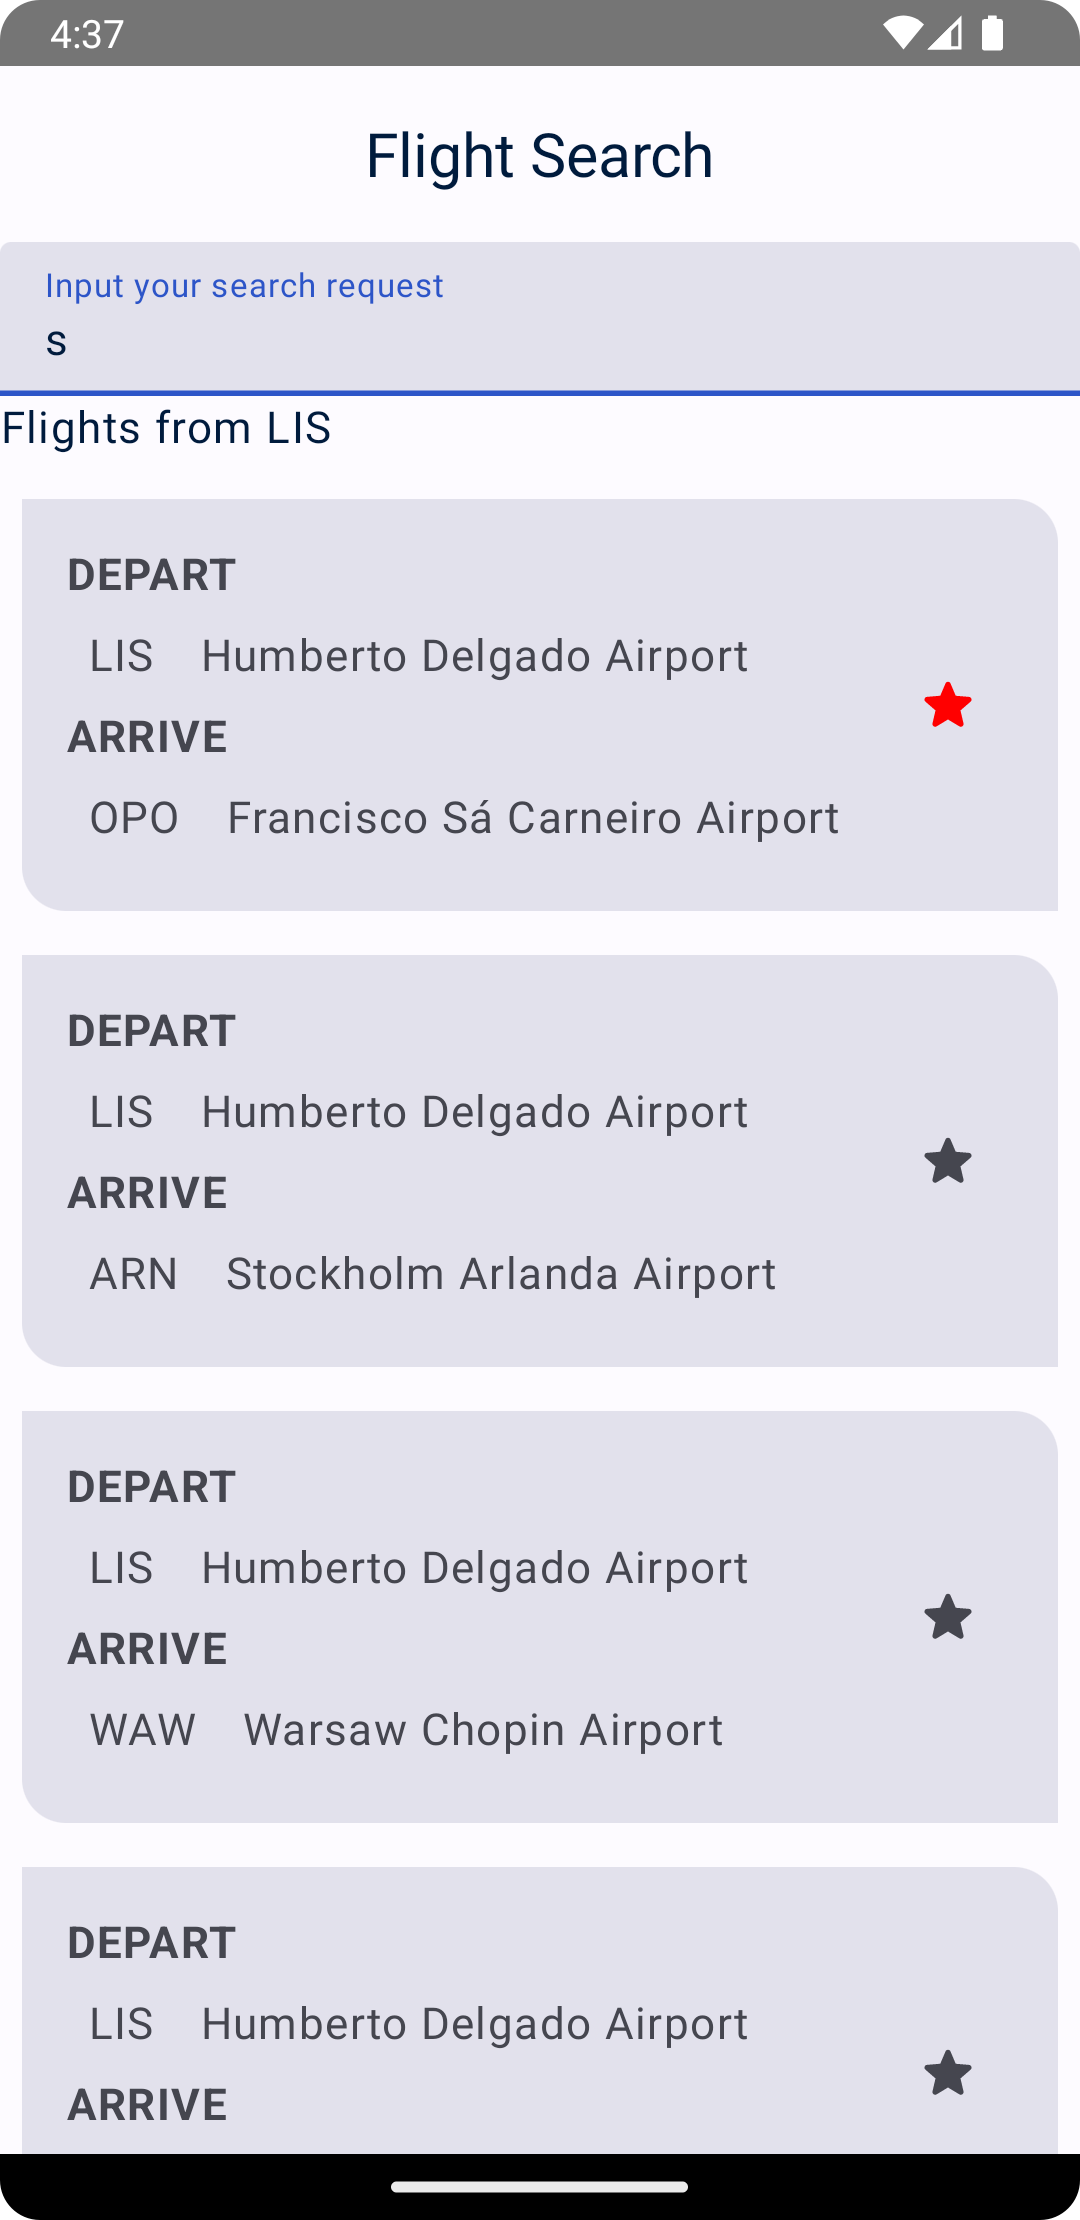 4:37
Flight Search
Input your search request
s
Flights from LIS
DEPART
LIS Humberto Delgado Airport
ARRIVE
OPO Francisco Sá Carneiro Airport
DEPART
LIS Humberto Delgado Airport
ARRIVE
ARN Stockholm Arlanda Airport
DEPART
LIS Humberto Delgado Airport
ARRIVE
WAW Warsaw Chopin Airport
DEPART
LIS Humberto Delgado Airport
ARRIVE